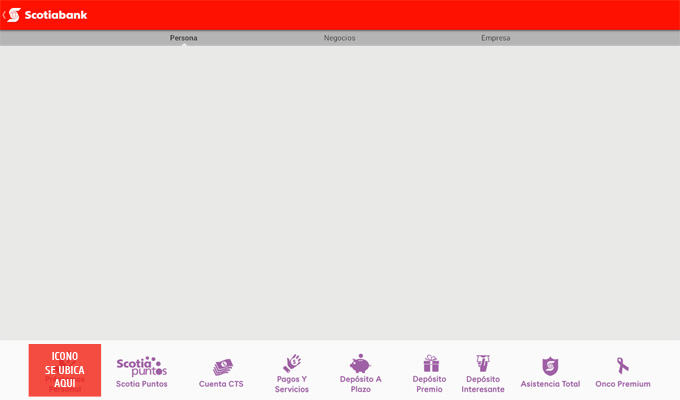 Scotiabank
Persona Negocios Empresa
ICONO
SE UBICA
AQUI
Scotia
puntos
Scotia Puntos
Cuenta CTS
Pagos Y
Servicios
Depósito A
Plazo
Depósito
Premio
Depósito
Interesante
Asistencia Total
Onco Premium